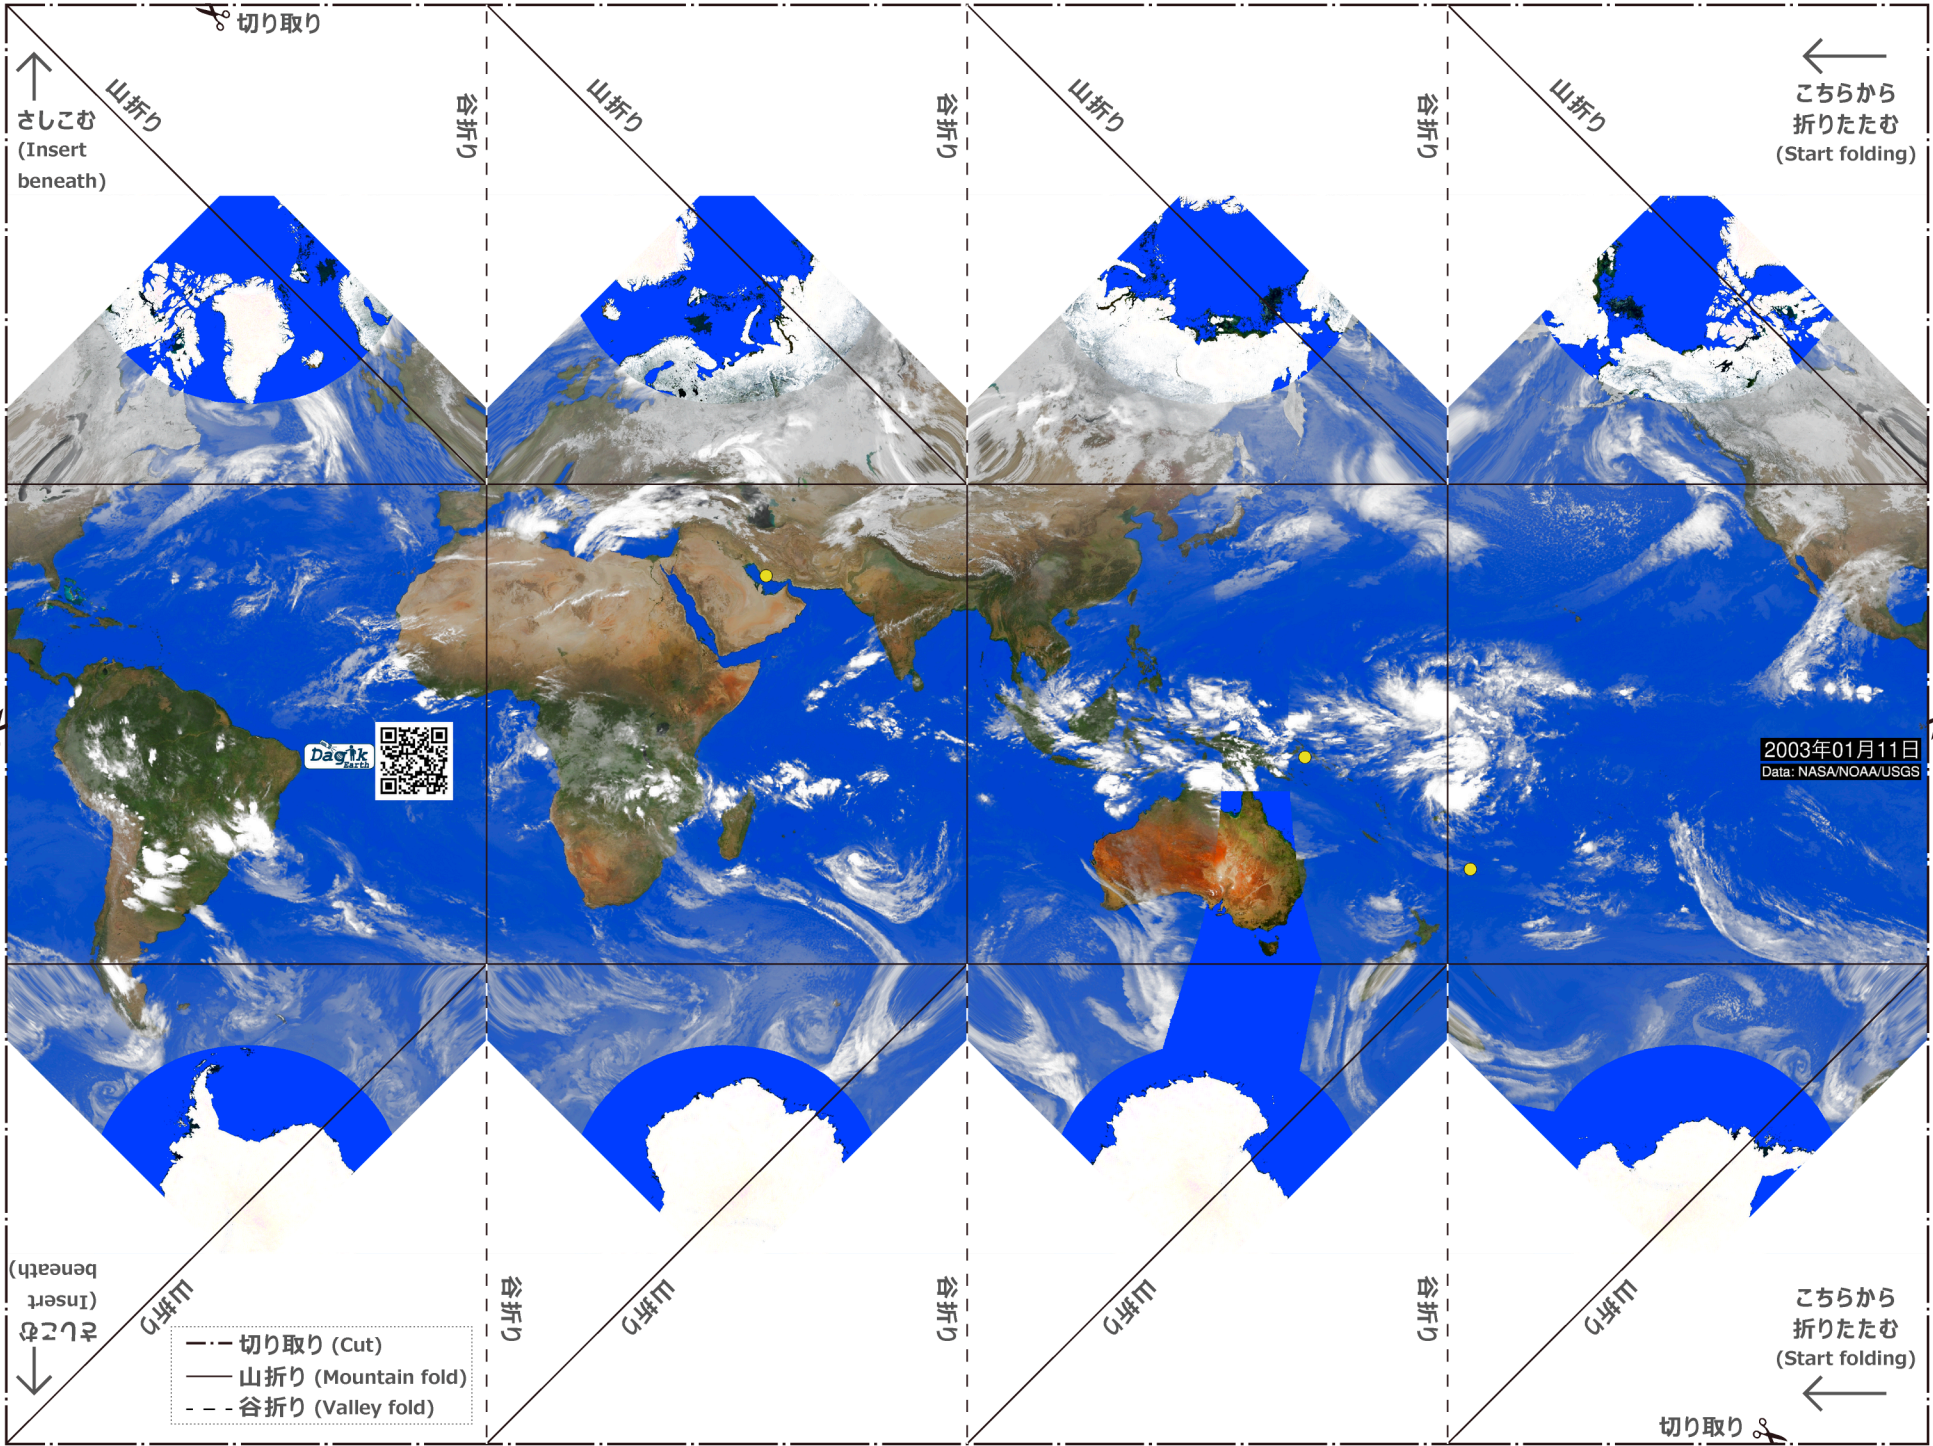 切り取り
山折り
山折り
山折り
山折り
谷折り
谷折り
谷折り
さしこむ
(Insert
beneath)
こちらから
折りたたむ
(Start folding)
Dagik
Earth
2003年01月11日
Data: NASA/NOAA/USGS
さしこむ
(Insert
beneath)
山折り
山折り
山折り
山折り
谷折り
谷折り
谷折り
切り取り (Cut)
山折り (Mountain fold)
谷折り (Valley fold)
こちらから
折りたたむ
(Start folding)
切り取り